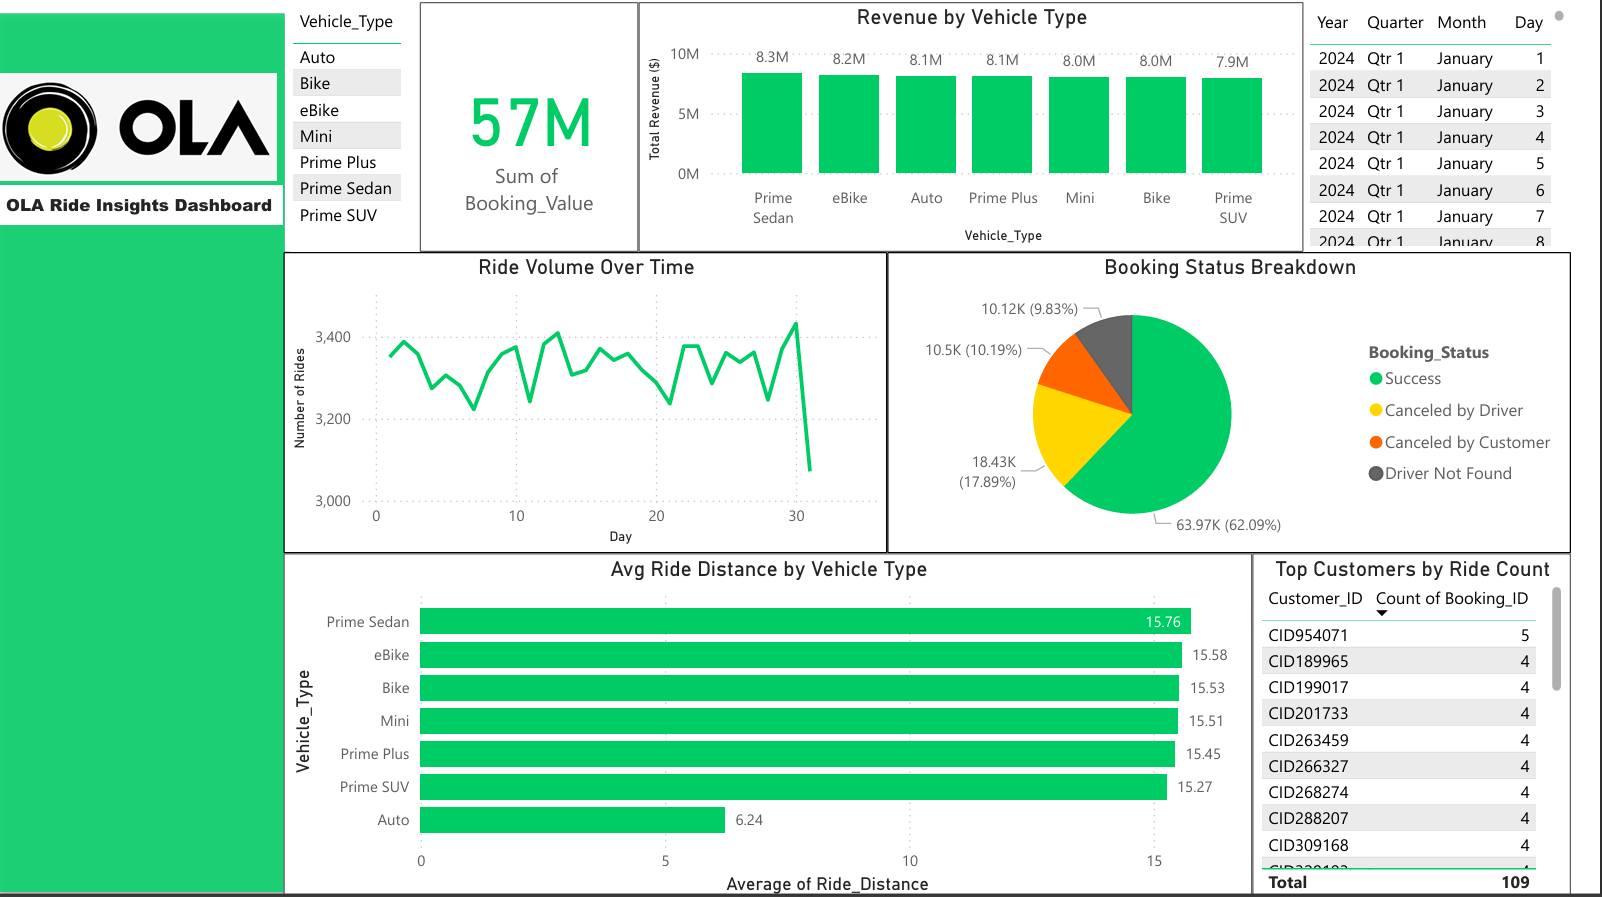 OLA
OLA Ride Insights Dashboard
Vehicle_Type
Auto
Bike
eBike
Mini
Prime Plus
Prime Sedan
Prime SUV
57M
Sum of
Booking_Value
Revenue by Vehicle Type
Total Revenue ($)
10M
5M
0M
8.3M 8.2M 8.1M 8.1M 8.0M 8.0M 7.9M
Prime Sedan eBike Auto Prime Plus Mini Bike Prime SUV
Vehicle_Type
Year Quarter Month Day
2024 Qtr 1 January 1
2024 Qtr 1 January 2
2024 Qtr 1 January 3
2024 Qtr 1 January 4
2024 Qtr 1 January 5
2024 Qtr 1 January 6
2024 Qtr 1 January 7
2024 Qtr 1 January 8
Ride Volume Over Time
Number of Rides
3,400
3,200
3,000
0 10 20 30
Day
Booking Status Breakdown
10.12K (9.83%)
10.5K (10.19%)
18.43K
(17.89%)
63.97K (62.09%)
Booking_Status
Success
Canceled by Driver
Canceled by Customer
Driver Not Found
Avg Ride Distance by Vehicle Type
Vehicle_Type
Prime Sedan 15.76
eBike 15.58
Bike 15.53
Mini 15.51
Prime Plus 15.45
Prime SUV 15.27
Auto 6.24
0 5 10 15
Average of Ride_Distance
Top Customers by Ride Count
Customer_ID Count of Booking_ID
CID954071 5
CID189965 4
CID199017 4
CID201733 4
CID263459 4
CID266327 4
CID268274 4
CID288207 4
CID309168 4
Total 109